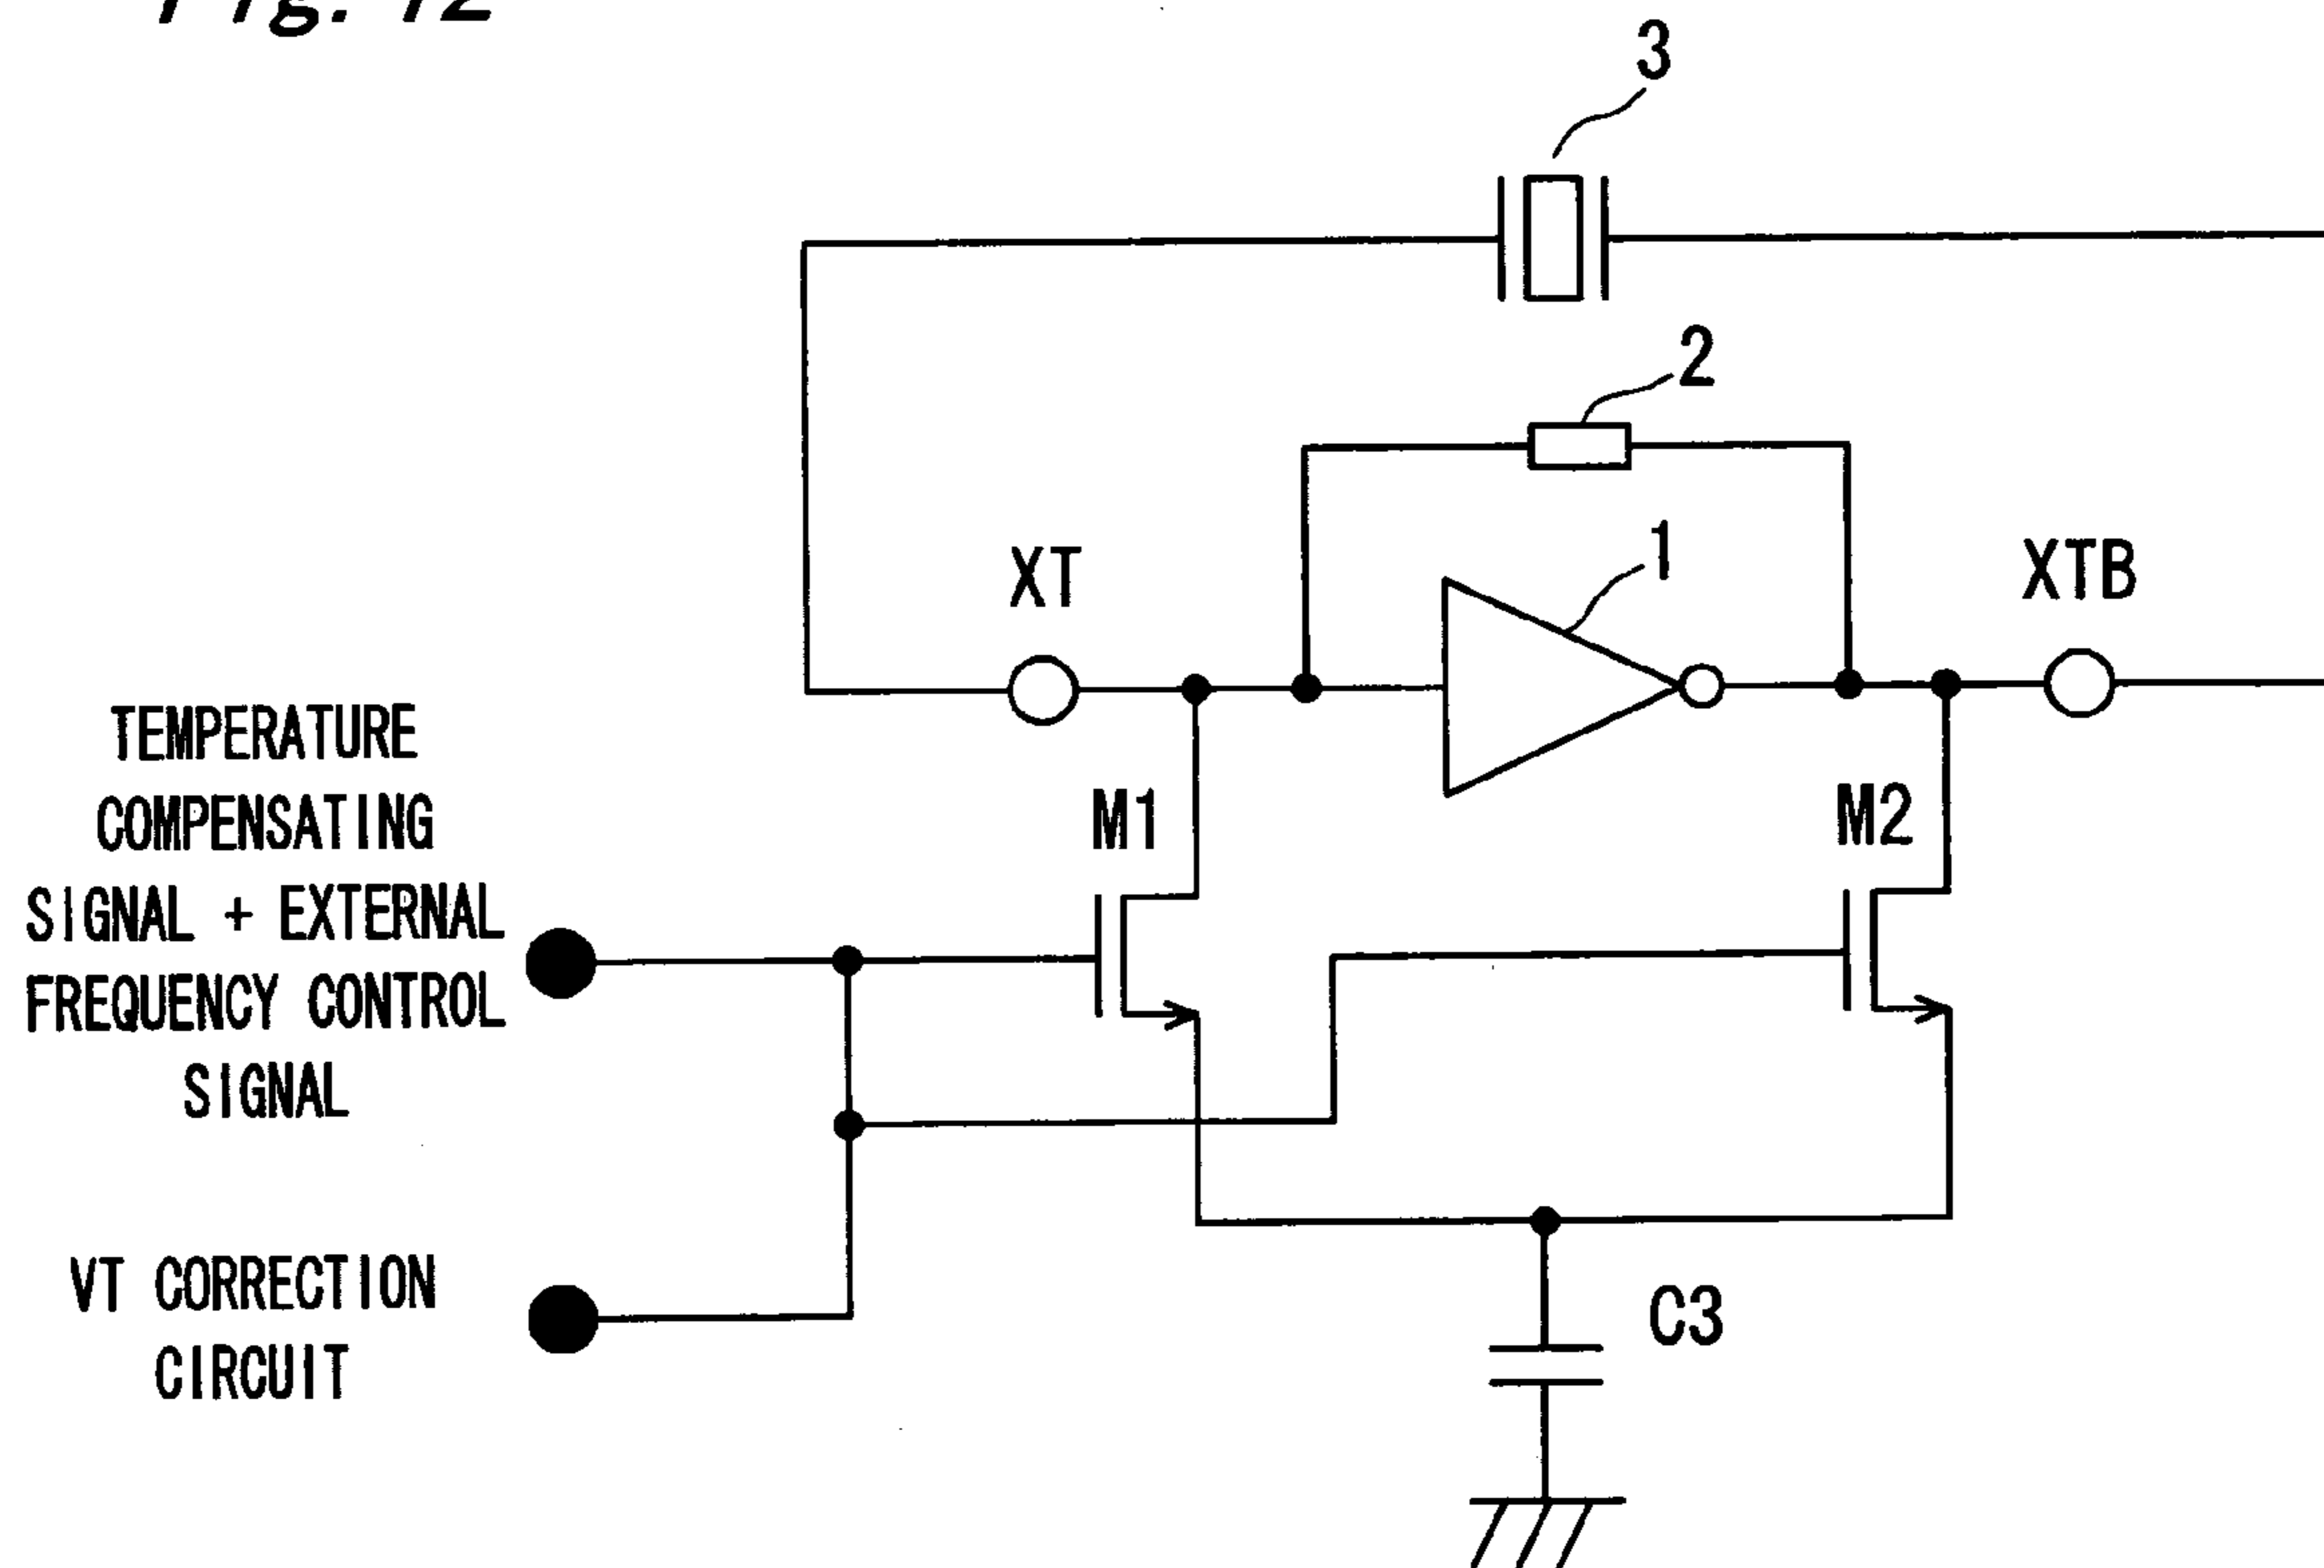 Fig. 12
3
2
1
XT
XTB
TEMPERATURE
COMPENSATING
SIGNAL + EXTERNAL
FREQUENCY CONTROL
SIGNAL
M1
M2
VT CORRECTION
CIRCUIT
C3